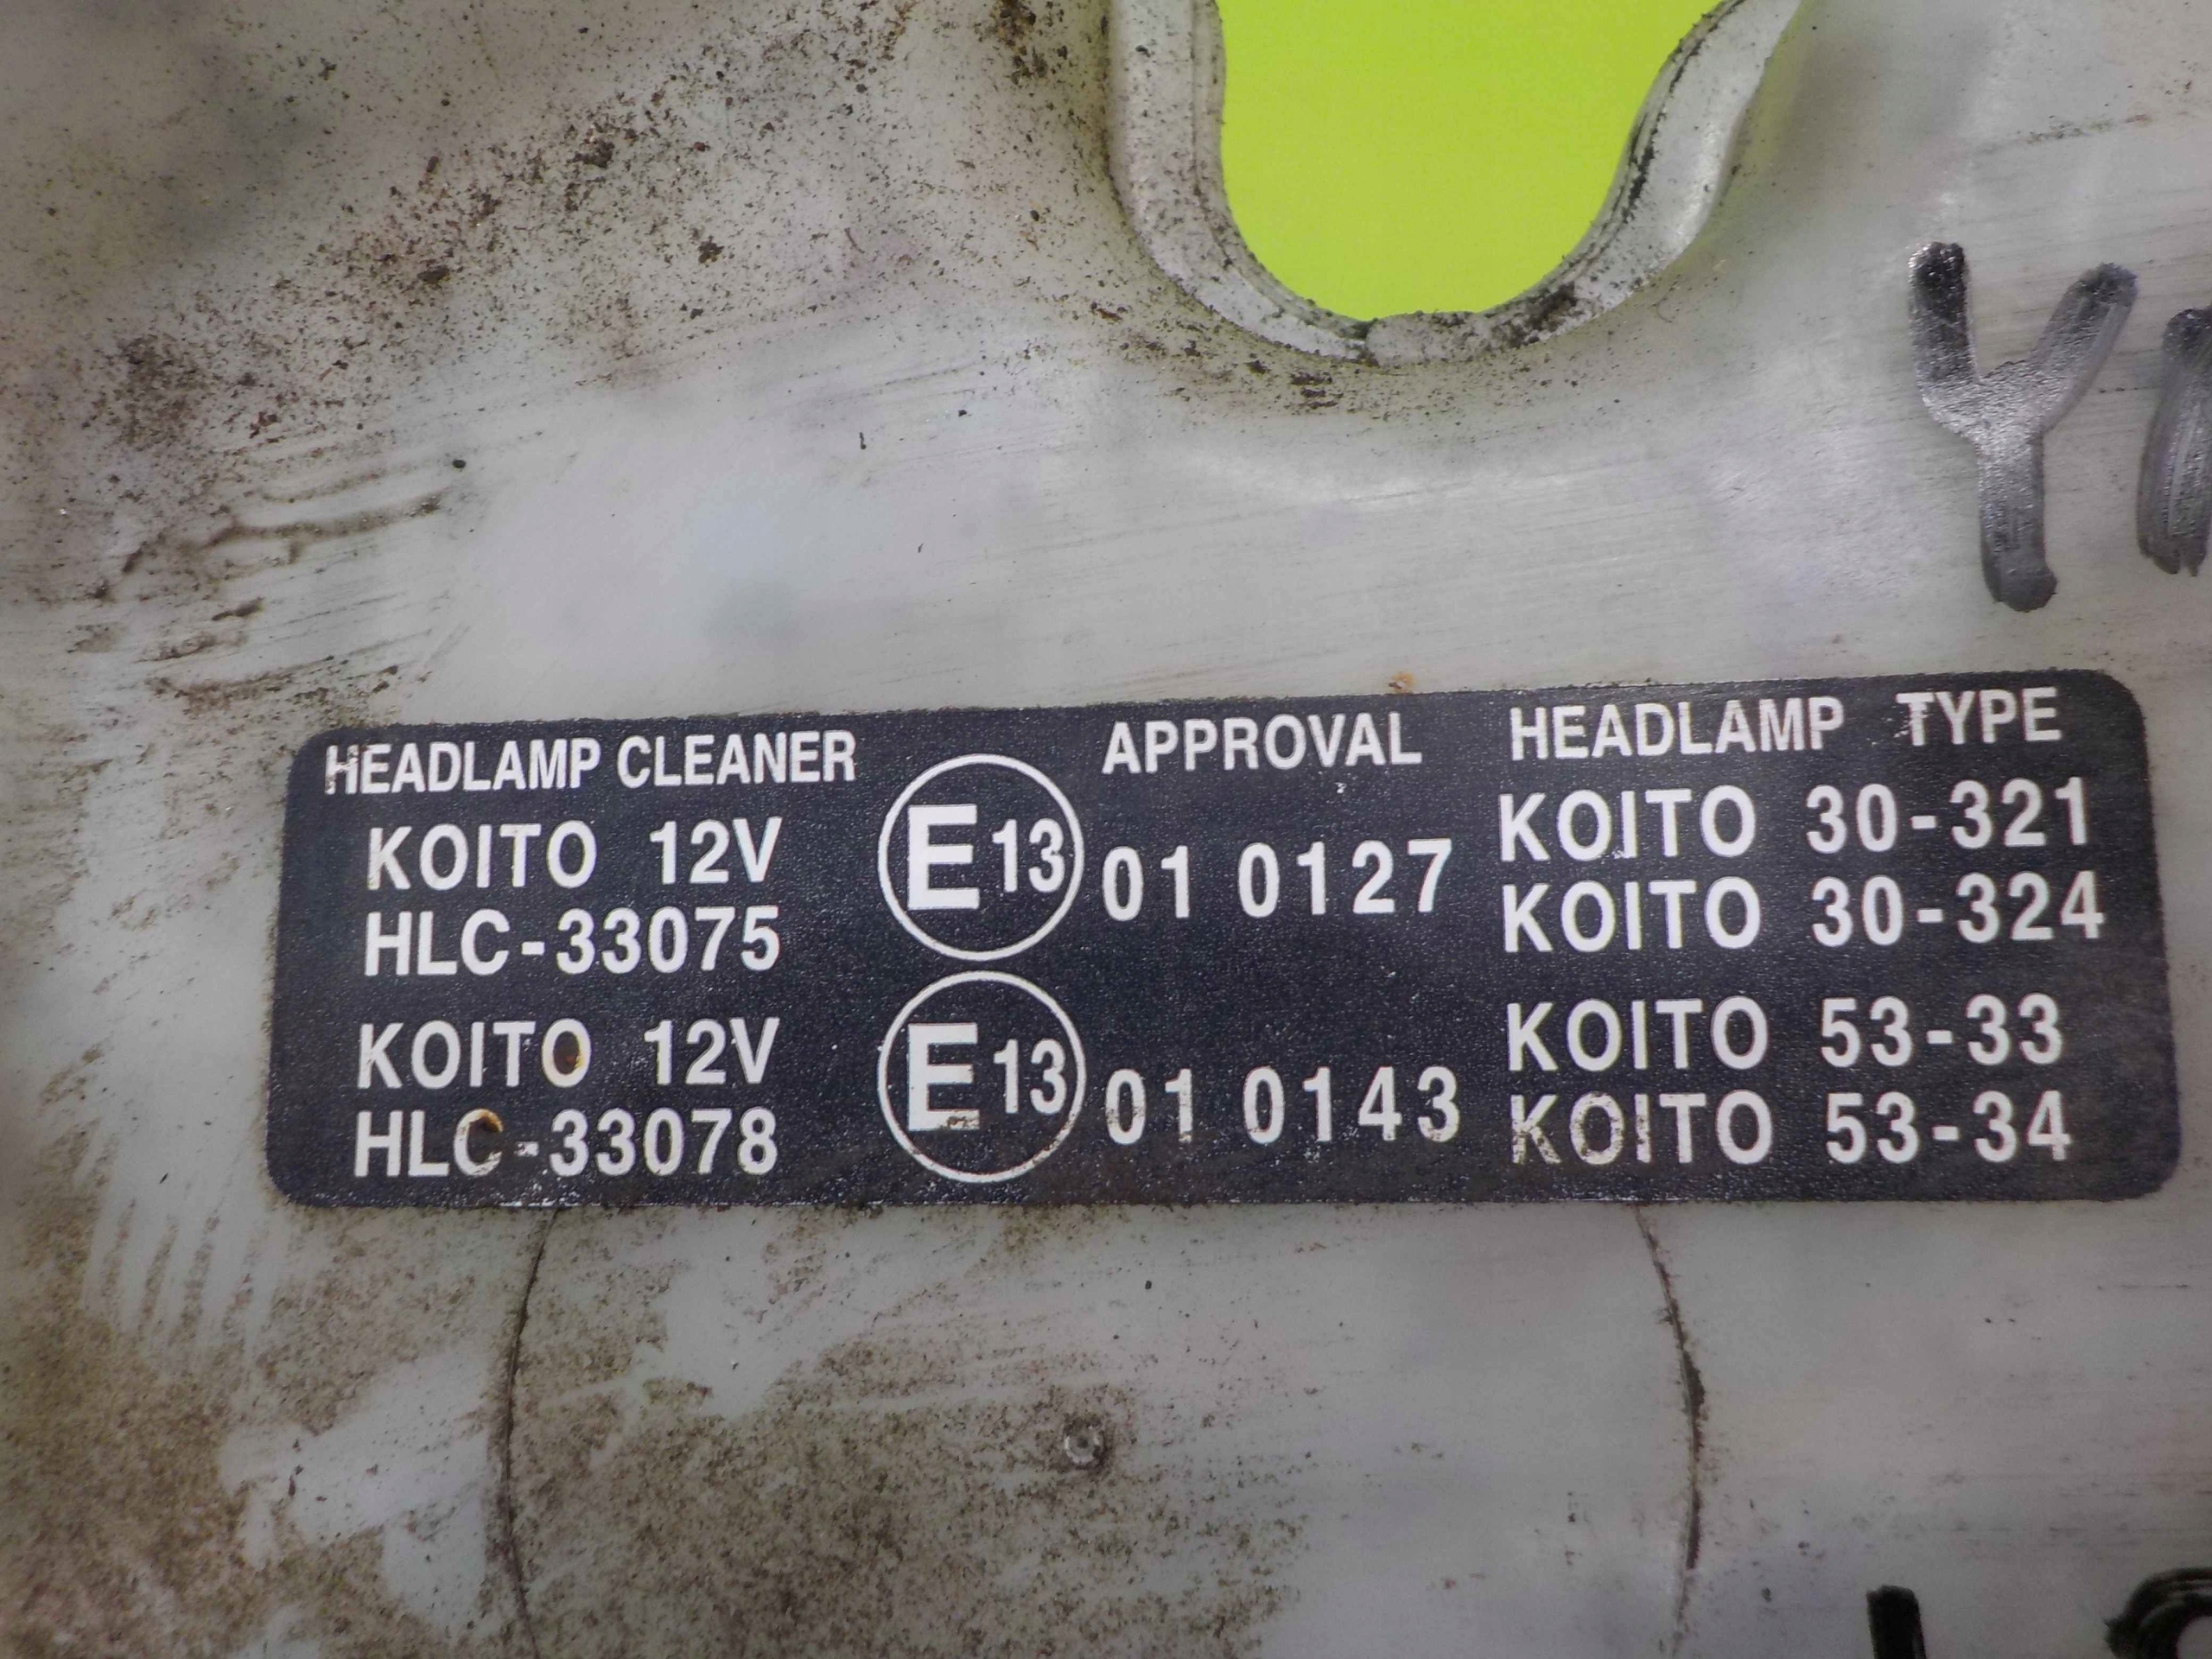 Y
HEADLAMP CLEANER APPROVAL HEADLAMP TYPE
KOITO 12V E13 01 0127 KOITO 30-321
HLC-33075 KOITO 30-324
KOITO 12V E13 01 0143 KOITO 53-33
HLC-33078 KOITO 53-34